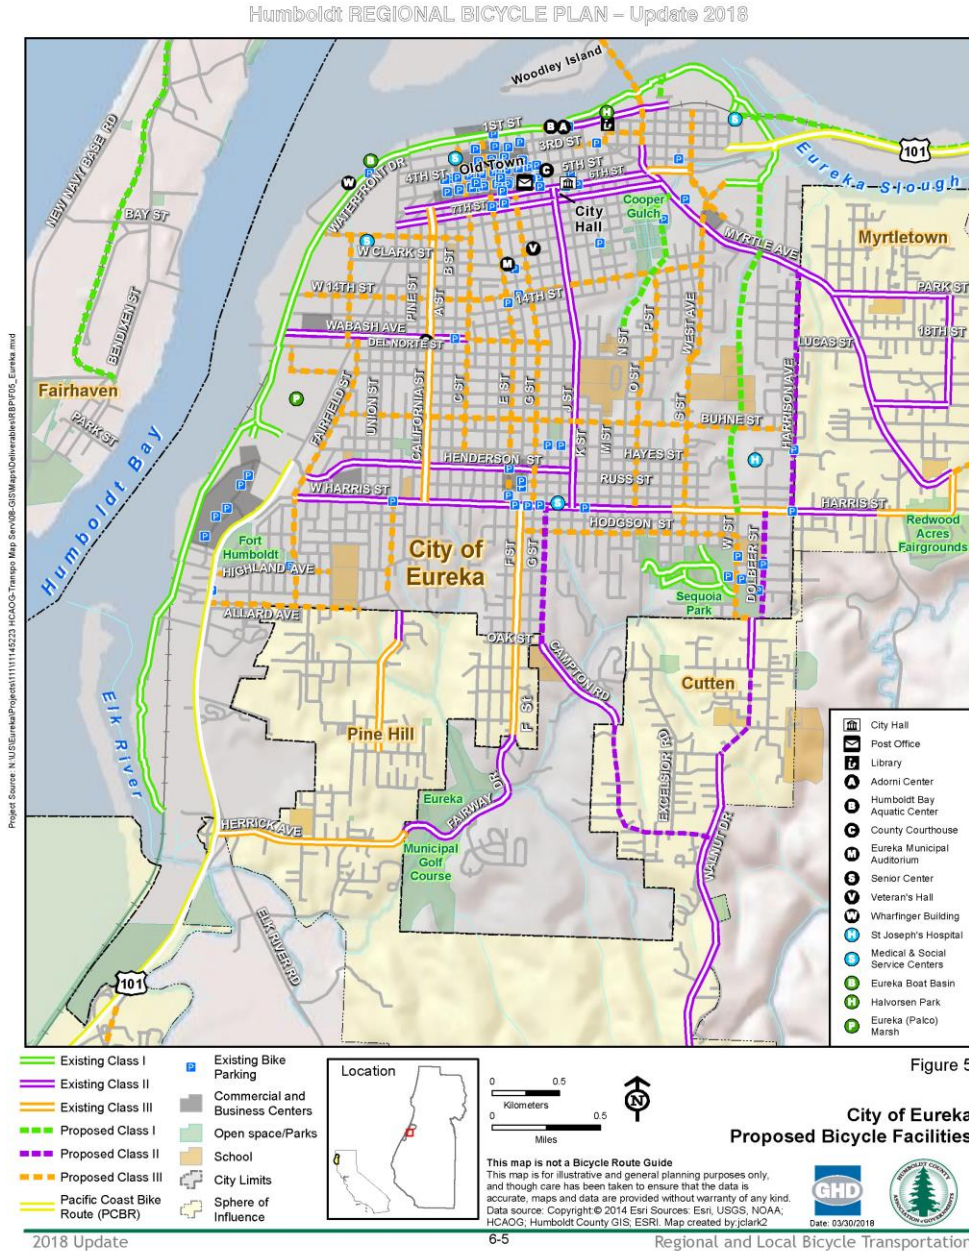 Humboldt REGIONAL BICYCLE PLAN – Update 2018
Woodley Island
NEW NAVY BASE RD
BAY ST
BENDIXEN ST
Fairhaven
PARK ST
Humboldt Bay
Elk River
1ST ST
3RD ST
4TH ST
Old Town
5TH ST
6TH ST
7TH ST
WATERFRONT DR
City
Hall
Cooper
Gulch
101
Eureka Slough
Myrtletown
MYRTLE AVE
PARK ST
18TH ST
LUCAS ST
W CLARK ST
W 14TH ST
14TH ST
WABASH AVE
DEL NORTE ST
PINE ST
A ST
B ST
C ST
E ST
G ST
J ST
K ST
M ST
N ST
O ST
P ST
S ST
WEST AVE
HARRISON AVE
BUHNE ST
FAIRFIELD ST
UNION ST
CALIFORNIA ST
HENDERSON ST
HAYES ST
RUSS ST
W HARRIS ST
HARRIS ST
HODGSON ST
W ST
DOLBEER ST
Redwood
Acres
Fairgrounds
Fort
Humboldt
HIGHLAND AVE
ALLARD AVE
City of
Eureka
F ST
G ST
Sequoia
Park
OAK ST
CAMPTON RD
F St
Cutten
Pine Hill
EXCELSIOR RD
WALNUT DR
HERRICK AVE
FAIRWAY DR
Eureka
Municipal
Golf
Course
ELK RIVER RD
101
City Hall
Post Office
Library
Adorni Center
Humboldt Bay
Aquatic Center
County Courthouse
Eureka Municipal
Auditorium
Senior Center
Veteran's Hall
Wharfinger Building
St Joseph's Hospital
Medical & Social
Service Centers
Eureka Boat Basin
Halvorsen Park
Eureka (Palco)
Marsh
Existing Class I
Existing Class II
Existing Class III
Proposed Class I
Proposed Class II
Proposed Class III
Pacific Coast Bike
Route (PCBR)
Existing Bike
Parking
Commercial and
Business Centers
Open space/Parks
School
City Limits
Sphere of
Influence
Location
0 0.5
Kilometers
0 0.5
Miles
N
Figure 5
City of Eureka
Proposed Bicycle Facilities
This map is not a Bicycle Route Guide
This map is for illustrative and general planning purposes only,
and though care has been taken to ensure that the data is
accurate, maps and data are provided without warranty of any kind.
Data source: Copyright:© 2014 Esri Sources: Esri, USGS, NOAA;
HCAOG; Humboldt County GIS; ESRI. Map created by:jclark2
GHD
Date: 03/30/2018
HUMBOLDT COUNTY
ASSOCIATION of GOVERNMENTS
2018 Update
6-5
Regional and Local Bicycle Transportation